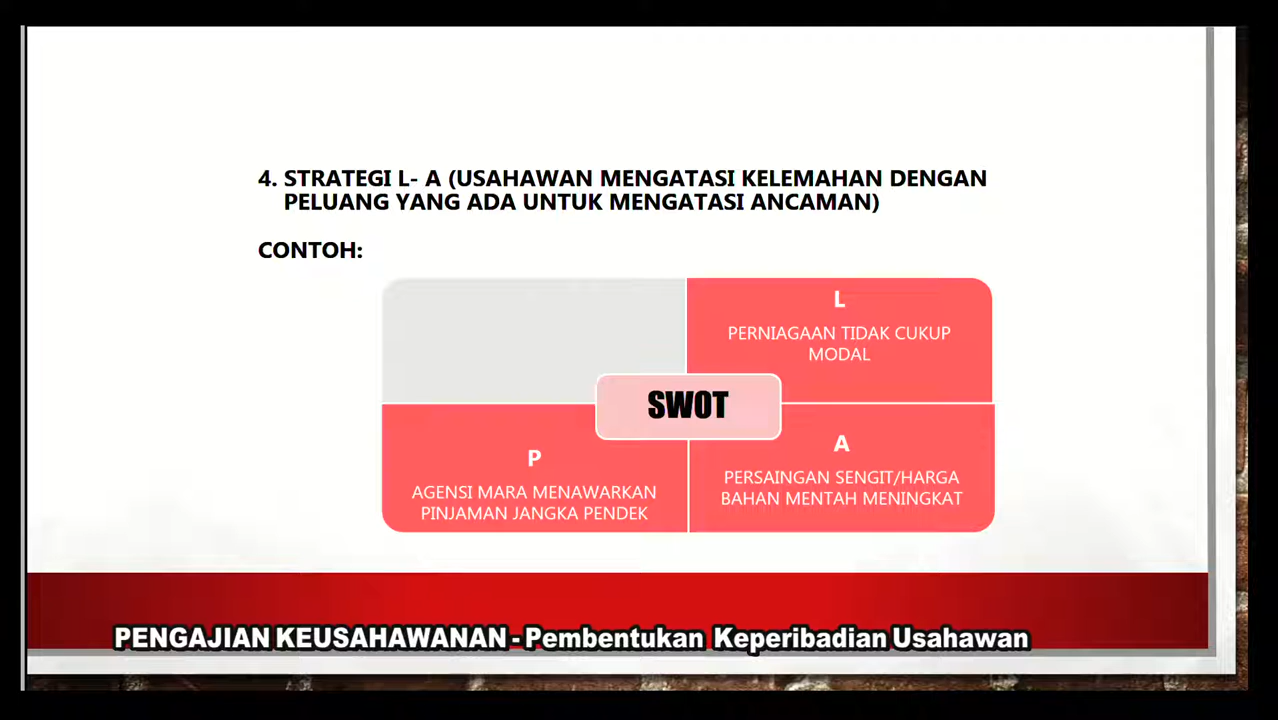 4. STRATEGI L- A (USAHAWAN MENGATASI KELEMAHAN DENGAN
PELUANG YANG ADA UNTUK MENGATASI ANCAMAN)
CONTOH:
L
PERNIAGAAN TIDAK CUKUP
MODAL
SWOT
P
AGENSI MARA MENAWARKAN
PINJAMAN JANGKA PENDEK
A
PERSAINGAN SENGIT/HARGA
BAHAN MENTAH MENINGKAT
PENGAJIAN KEUSAHAWANAN - Pembentukan Keperibadian Usahawan